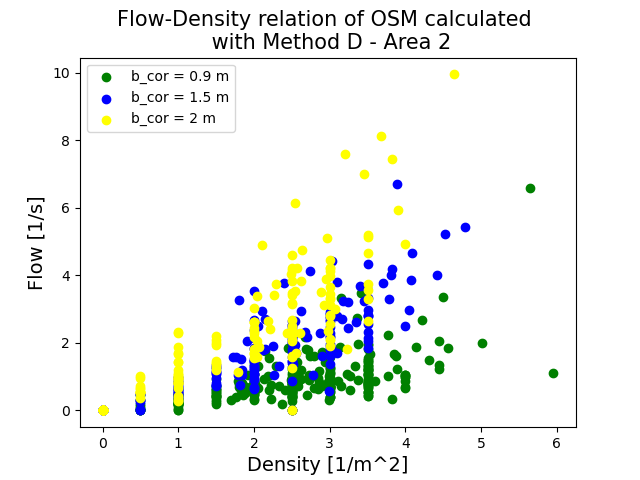 Flow-Density relation of OSM calculated
with Method D - Area 2
b_cor = 0.9 m
b_cor = 1.5 m
b_cor = 2 m
Flow [1/s]
10
8
6
4
2
0
0 1 2 3 4 5 6
Density [1/m^2]